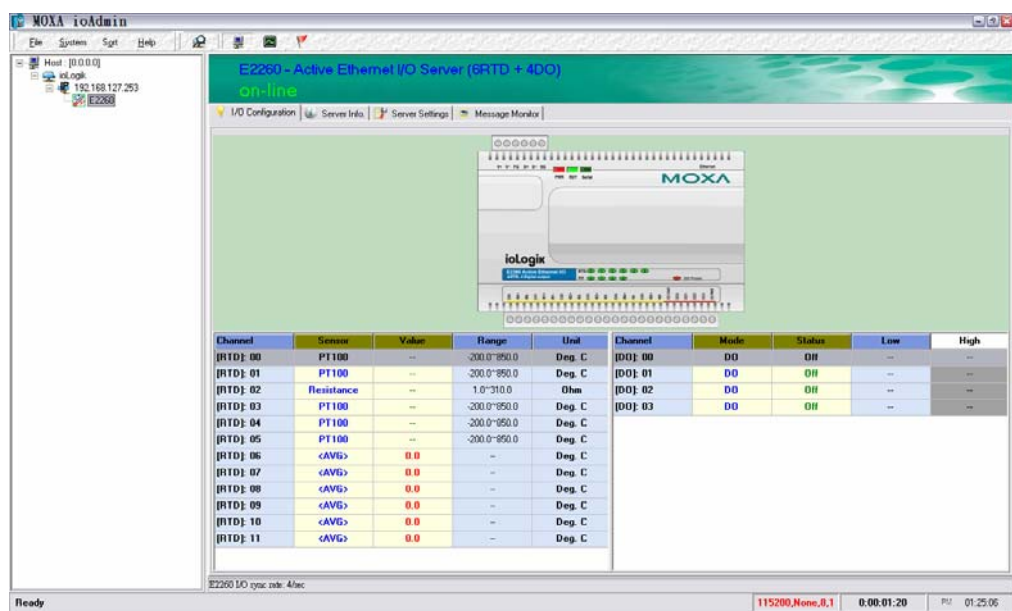 MOXA ioAdmin
File System Sort Help
Host : [0.0.0.0]
ioLogik
192.168.127.253
E2260
E2260 - Active Ethernet I/O Server (6RTD + 4DO)
on-line
I/O Configuration Server Info. Server Settings Message Monitor
MOXA
ioLogik
Channel Sensor Value Range Unit
[RTD]: 00 PT100 -- -200.0~850.0 Deg. C
[RTD]: 01 PT100 -- -200.0~850.0 Deg. C
[RTD]: 02 Resistance -- 1.0~310.0 Ohm
[RTD]: 03 PT100 -- -200.0~850.0 Deg. C
[RTD]: 04 PT100 -- -200.0~850.0 Deg. C
[RTD]: 05 PT100 -- -200.0~850.0 Deg. C
[RTD]: 06 <AVG> 0.0 -- Deg. C
[RTD]: 07 <AVG> 0.0 -- Deg. C
[RTD]: 08 <AVG> 0.0 -- Deg. C
[RTD]: 09 <AVG> 0.0 -- Deg. C
[RTD]: 10 <AVG> 0.0 -- Deg. C
[RTD]: 11 <AVG> 0.0 -- Deg. C
Channel Mode Status Low High
[DO]: 00 DO Off -- --
[DO]: 01 DO Off -- --
[DO]: 02 DO Off -- --
[DO]: 03 DO Off -- --
E2260 I/O sync rate: 4/sec
Ready 115200,None,8,1 0:00:01:20 PM 01:25:06